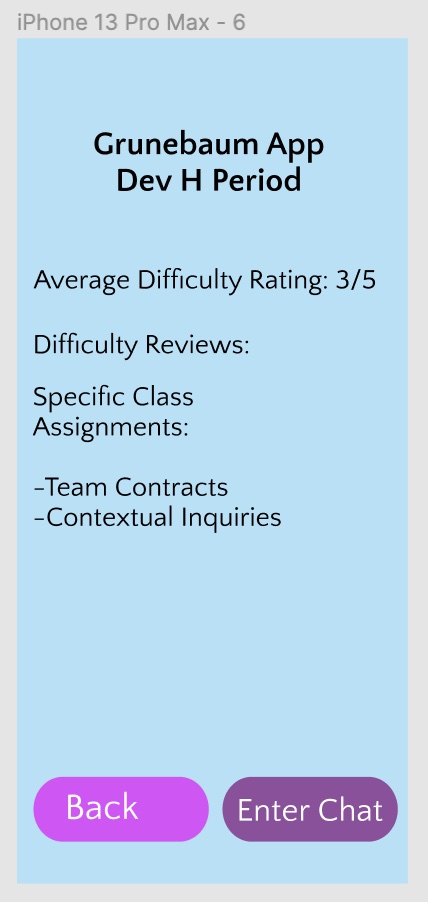 iPhone 13 Pro Max - 6
Grunebaum App
Dev H Period
Average Difficulty Rating: 3/5
Difficulty Reviews:
Specific Class
Assignments:
-Team Contracts
-Contextual Inquiries
Back
Enter Chat